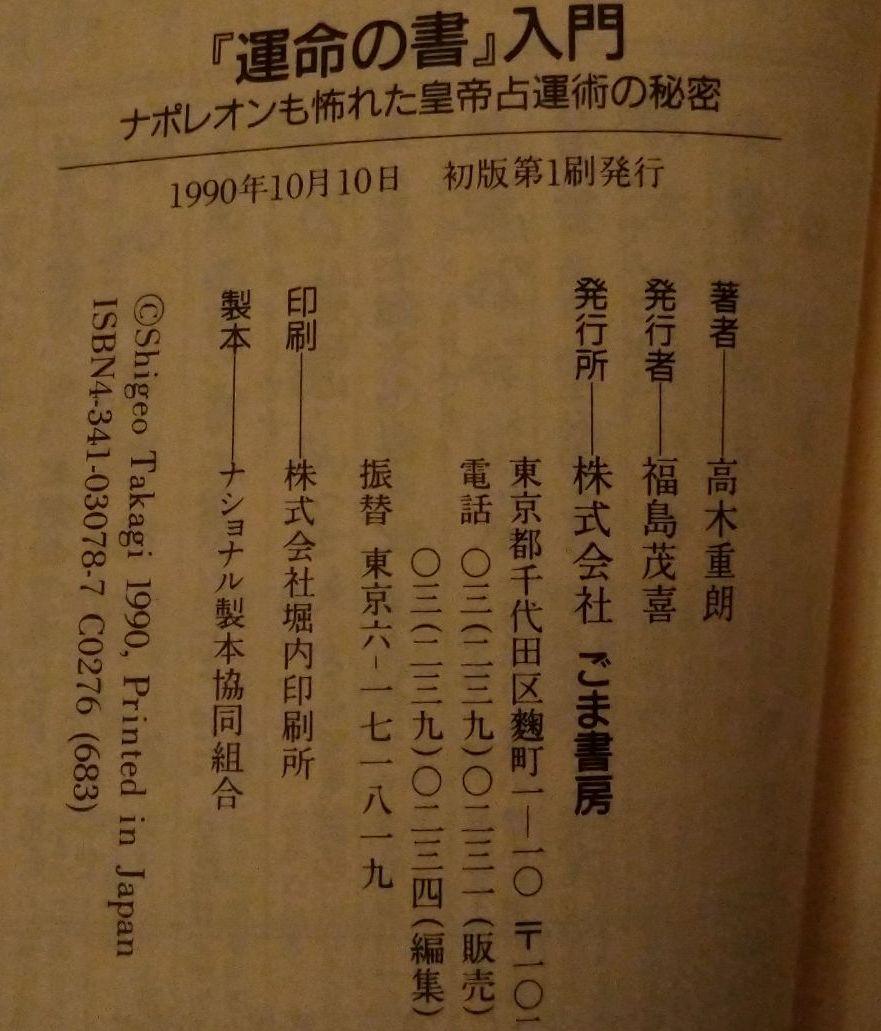 『運命の書』入門
ナポレオンも怖れた皇帝占運術の秘密
1990年10月10日　初版第1刷発行
著者――高木重朗
発行者――福島茂喜
発行所――株式会社 ごま書房
東京都千代田区麴町一―一〇 〒一〇
電話 〇三(二三九)〇二三一(販売)
〇三(二三九)〇二三四(編集)
振替 東京六-一七一八一九
印刷――株式会社堀内印刷所
製本――ナショナル製本協同組合
©Shigeo Takagi 1990, Printed in Japan
ISBN4-341-03078-7 C0276 (683)